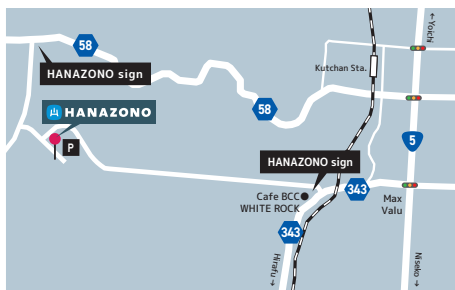 ← Yoichi
58
HANAZONO sign
Kutchan Sta.
58
HANAZONO
P
5
HANAZONO sign
343
Cafe BCC
WHITE ROCK
Max
Valu
343
Hirafu →
Niseko →